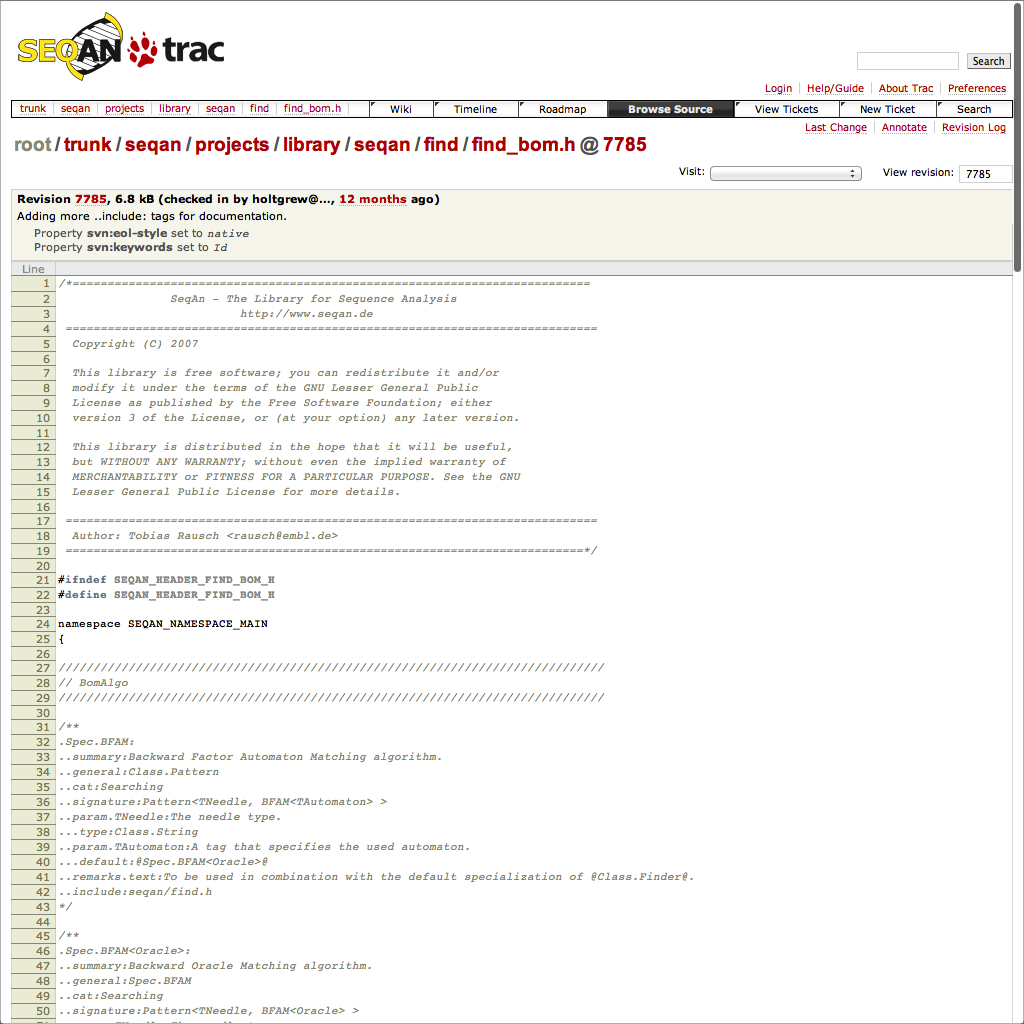 SEQAN trac
Search
Login Help/Guide About Trac Preferences
trunk seqan projects library seqan find find_bom.h Wiki Timeline Roadmap Browse Source View Tickets New Ticket Search
Last Change Annotate Revision Log
root / trunk / seqan / projects / library / seqan / find / find_bom.h @ 7785
Visit: View revision: 7785
Revision 7785, 6.8 kB (checked in by holtgrew@..., 12 months ago)
Adding more ..include: tags for documentation.
Property svn:eol-style set to native
Property svn:keywords set to Id
Line
1 /*==========================================================================
2 SeqAn - The Library for Sequence Analysis
3 http://www.seqan.de
4 ============================================================================
5 Copyright (C) 2007
6
7 This library is free software; you can redistribute it and/or
8 modify it under the terms of the GNU Lesser General Public
9 License as published by the Free Software Foundation; either
10 version 3 of the License, or (at your option) any later version.
11
12 This library is distributed in the hope that it will be useful,
13 but WITHOUT ANY WARRANTY; without even the implied warranty of
14 MERCHANTABILITY or FITNESS FOR A PARTICULAR PURPOSE. See the GNU
15 Lesser General Public License for more details.
16
17 ============================================================================
18 Author: Tobias Rausch <rausch@embl.de>
19 ==========================================================================*/
20
21 #ifndef SEQAN_HEADER_FIND_BOM_H
22 #define SEQAN_HEADER_FIND_BOM_H
23
24 namespace SEQAN_NAMESPACE_MAIN
25 {
26
27 //////////////////////////////////////////////////////////////////////////////
28 // BomAlgo
29 //////////////////////////////////////////////////////////////////////////////
30
31 /**
32 .Spec.BFAM:
33 ..summary:Backward Factor Automaton Matching algorithm.
34 ..general:Class.Pattern
35 ..cat:Searching
36 ..signature:Pattern<TNeedle, BFAM<TAutomaton> >
37 ..param.TNeedle:The needle type.
38 ...type:Class.String
39 ..param.TAutomaton:A tag that specifies the used automaton.
40 ...default:@Spec.BFAM<Oracle>@
41 ..remarks.text:To be used in combination with the default specialization of @Class.Finder@.
42 ..include:seqan/find.h
43 */
44
45 /**
46 .Spec.BFAM<Oracle>:
47 ..summary:Backward Oracle Matching algorithm.
48 ..general:Spec.BFAM
49 ..cat:Searching
50 ..signature:Pattern<TNeedle, BFAM<Oracle> >